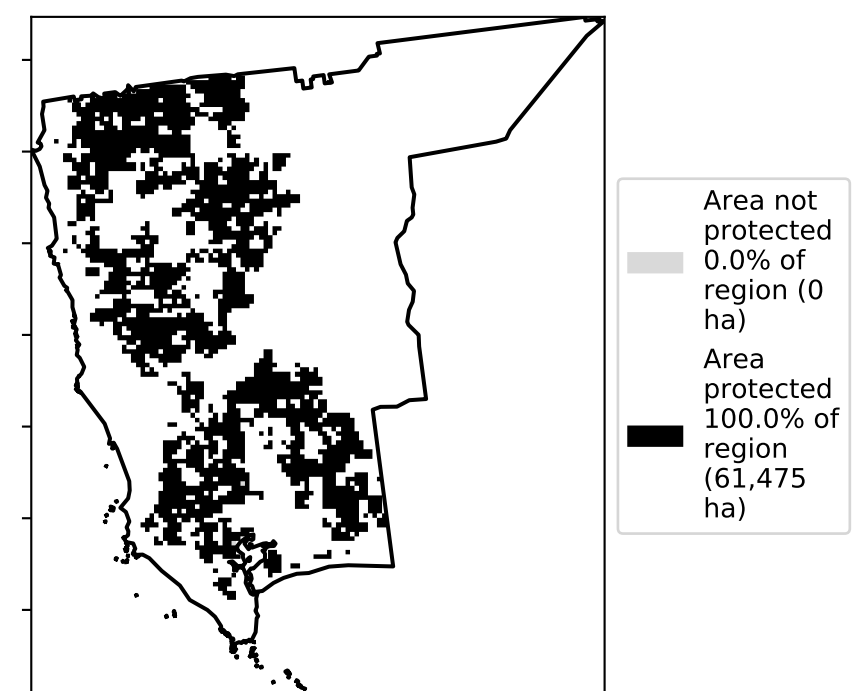 Area not
protected
0.0% of
region (0
ha)
Area
protected
100.0% of
region
(61,475
ha)